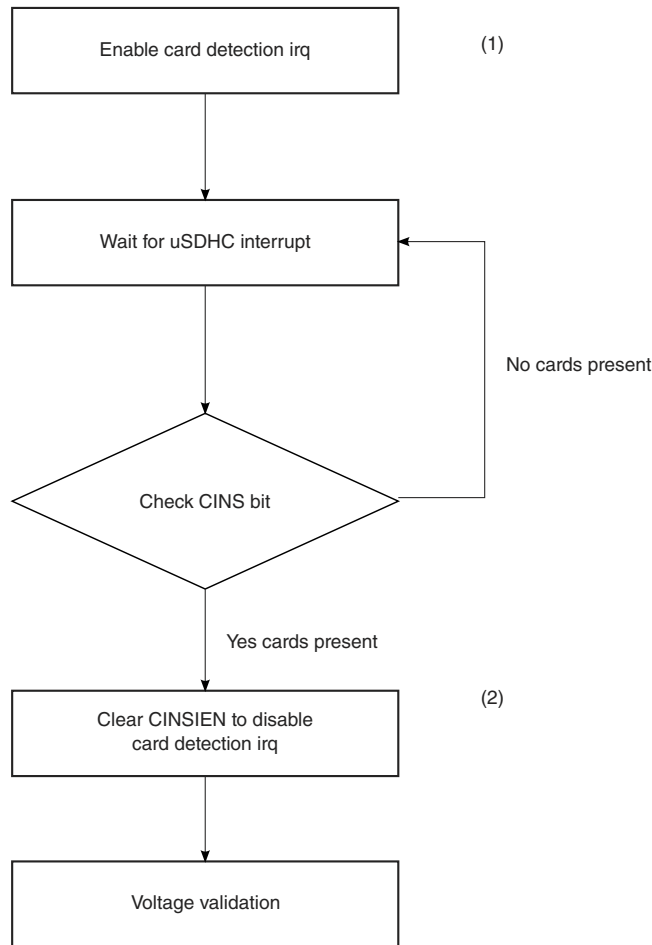 Enable card detection irq
(1)
Wait for uSDHC interrupt
No cards present
Check CINS bit
Yes cards present
Clear CINSIEN to disable
card detection irq
(2)
Voltage validation